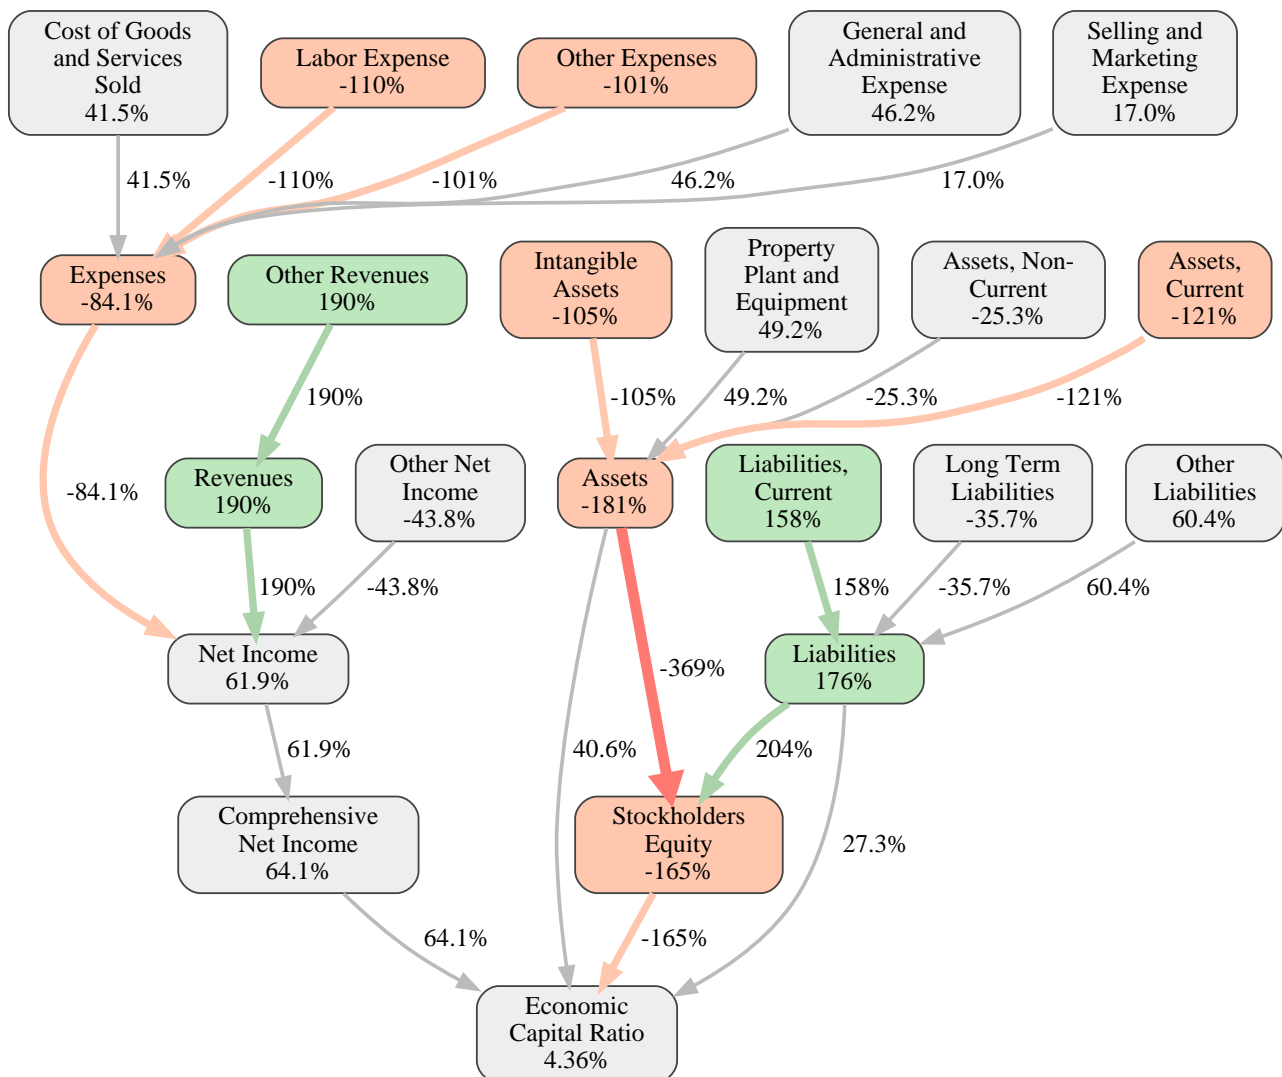 Cost of Goods
and Services
Sold
41.5%
Labor Expense
-110%
Other Expenses
-101%
General and
Administrative
Expense
46.2%
Selling and
Marketing
Expense
17.0%
41.5%
-110%
-101%
46.2%
17.0%
Expenses
-84.1%
Other Revenues
190%
Intangible
Assets
-105%
Property
Plant and
Equipment
49.2%
Assets, Non-
Current
-25.3%
Assets,
Current
-121%
190%
-105%
49.2%
-25.3%
-121%
-84.1%
Revenues
190%
Other Net
Income
-43.8%
Assets
-181%
Liabilities,
Current
158%
Long Term
Liabilities
-35.7%
Other
Liabilities
60.4%
190%
-43.8%
158%
-35.7%
60.4%
Net Income
61.9%
-369%
Liabilities
176%
61.9%
40.6%
204%
27.3%
Comprehensive
Net Income
64.1%
Stockholders
Equity
-165%
64.1%
-165%
Economic
Capital Ratio
4.36%